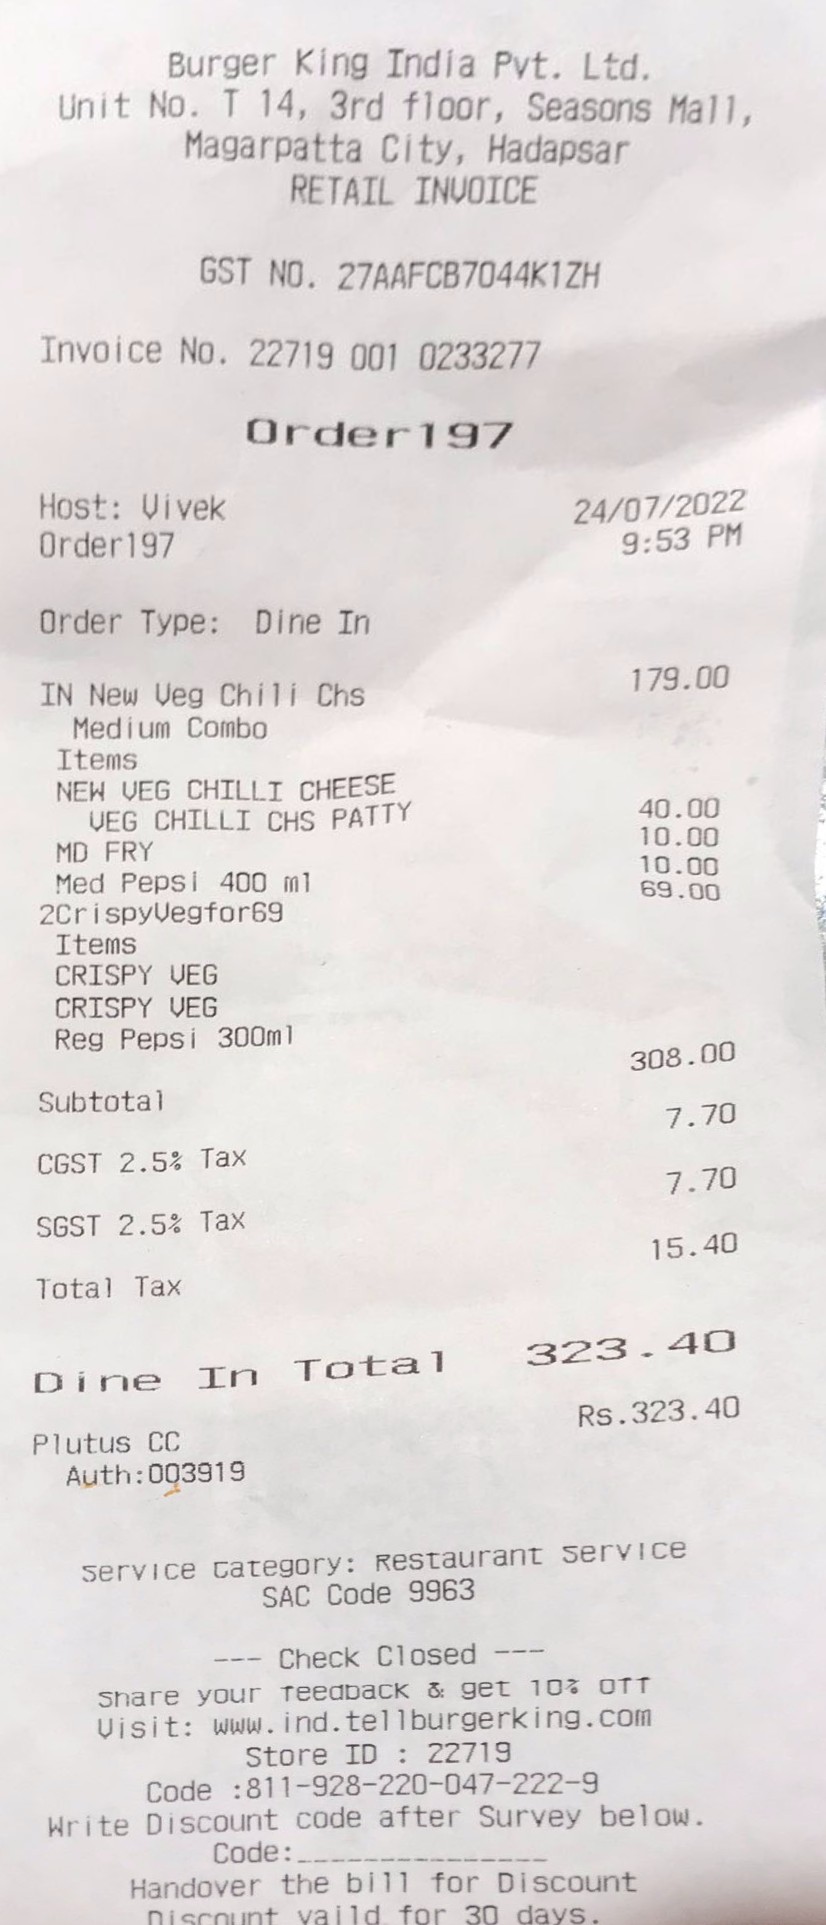 Burger King India Pvt. Ltd.
Unit No. T 14, 3rd floor, Seasons Mall,
Magarpatta City, Hadapsar
RETAIL INVOICE
GST NO. 27AAFCB7044K1ZH
Invoice No. 22719 001 0233277
Order197
Host: Vivek 24/07/2022
Order197 9:53 PM
Order Type: Dine In
IN New Veg Chili Chs 179.00
Medium Combo
Items
NEW VEG CHILLI CHEESE
VEG CHILLI CHS PATTY 40.00
MD FRY 10.00
Med Pepsi 400 ml 10.00
2CrispyVegfor69 69.00
Items
CRISPY VEG
CRISPY VEG
Reg Pepsi 300ml
Subtotal 308.00
CGST 2.5% Tax 7.70
SGST 2.5% Tax 7.70
Total Tax 15.40
Dine In Total 323.40
Plutus CC Rs.323.40
Auth:003919
Service Category: Restaurant Service
SAC Code 9963
--- Check Closed ---
Share your feedback & get 10% Off
Visit: www.ind.tellburgerking.com
Store ID : 22719
Code :811-928-220-047-222-9
Write Discount code after Survey below.
Code:_______________
Handover the bill for Discount
Discount vaild for 30 days.